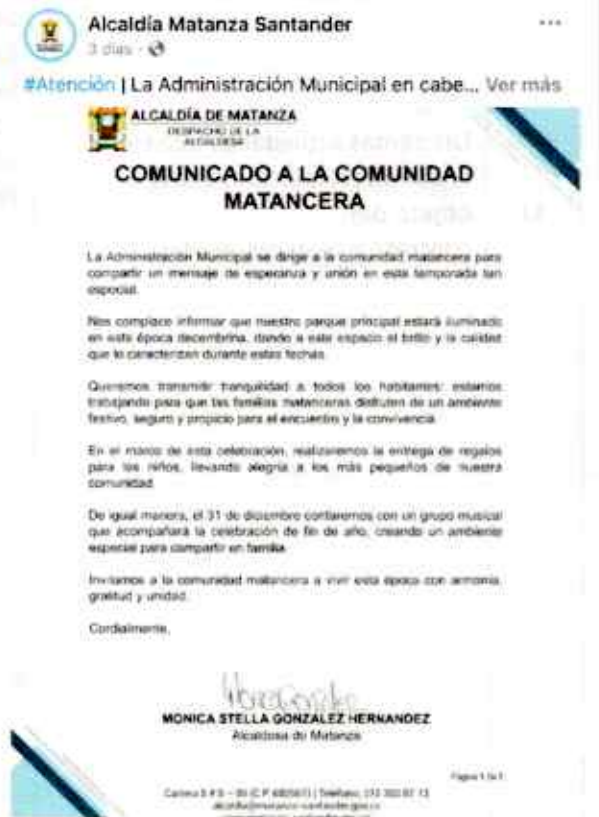 Alcaldía Matanza Santander
3 días
#Atención | La Administración Municipal en cabe... Ver más
ALCALDÍA DE MATANZA
DESPACHO DE LA
ALCALDESA
COMUNICADO A LA COMUNIDAD
MATANCERA
La Administración Municipal se dirige a la comunidad matancera para
compartir un mensaje de esperanza y unión en esta temporada tan
especial.
Nos complace informar que nuestro parque principal estará iluminado
en esta época decembrina, dando a este espacio el brillo y la calidad
que lo caracterizan durante estas fechas.
Queremos transmitir tranquilidad a todos los habitantes: estamos
trabajando para que las familias matanceras disfruten de un ambiente
festivo, seguro y propicio para el encuentro y la convivencia.
En el marco de esta celebración, realizaremos la entrega de regalos
para los niños, llevando alegría a los más pequeños de nuestra
comunidad.
De igual manera, el 31 de diciembre contaremos con un grupo musical
que acompañará la celebración de fin de año, creando un ambiente
especial para compartir en familia.
Invitamos a la comunidad matancera a vivir esta época con armonía,
gratitud y unidad.
Cordialmente,
MONICA STELLA GONZALEZ HERNANDEZ
Alcaldesa de Matanza
Página 1 de 1